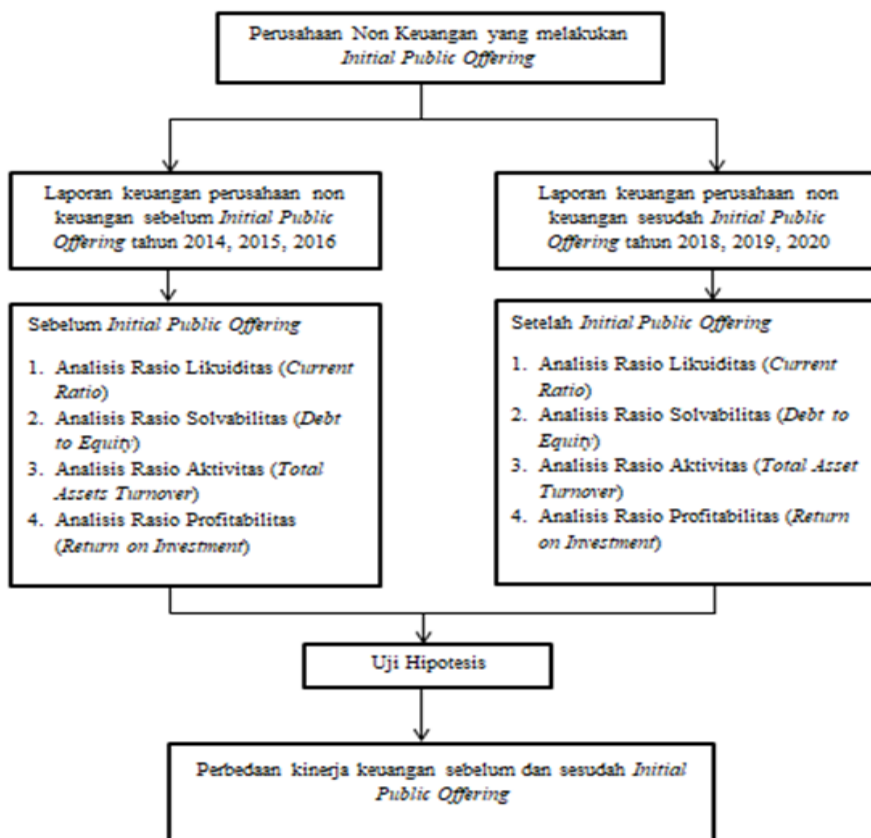 Perusahaan Non Keuangan yang melakukan
Initial Public Offering
Laporan keuangan perusahaan non
keuangan sebelum Initial Public
Offering tahun 2014, 2015, 2016
Laporan keuangan perusahaan non
keuangan sesudah Initial Public
Offering tahun 2018, 2019, 2020
Sebelum Initial Public Offering
1. Analisis Rasio Likuiditas (Current
Ratio)
2. Analisis Rasio Solvabilitas (Debt
to Equity)
3. Analisis Rasio Aktivitas (Total
Assets Turnover)
4. Analisis Rasio Profitabilitas
(Return on Investment)
Setelah Initial Public Offering
1. Analisis Rasio Likuiditas (Current
Ratio)
2. Analisis Rasio Solvabilitas (Debt to
Equity)
3. Analisis Rasio Aktivitas (Total Asset
Turnover)
4. Analisis Rasio Profitabilitas (Return
on Investment)
Uji Hipotesis
Perbedaan kinerja keuangan sebelum dan sesudah Initial
Public Offering